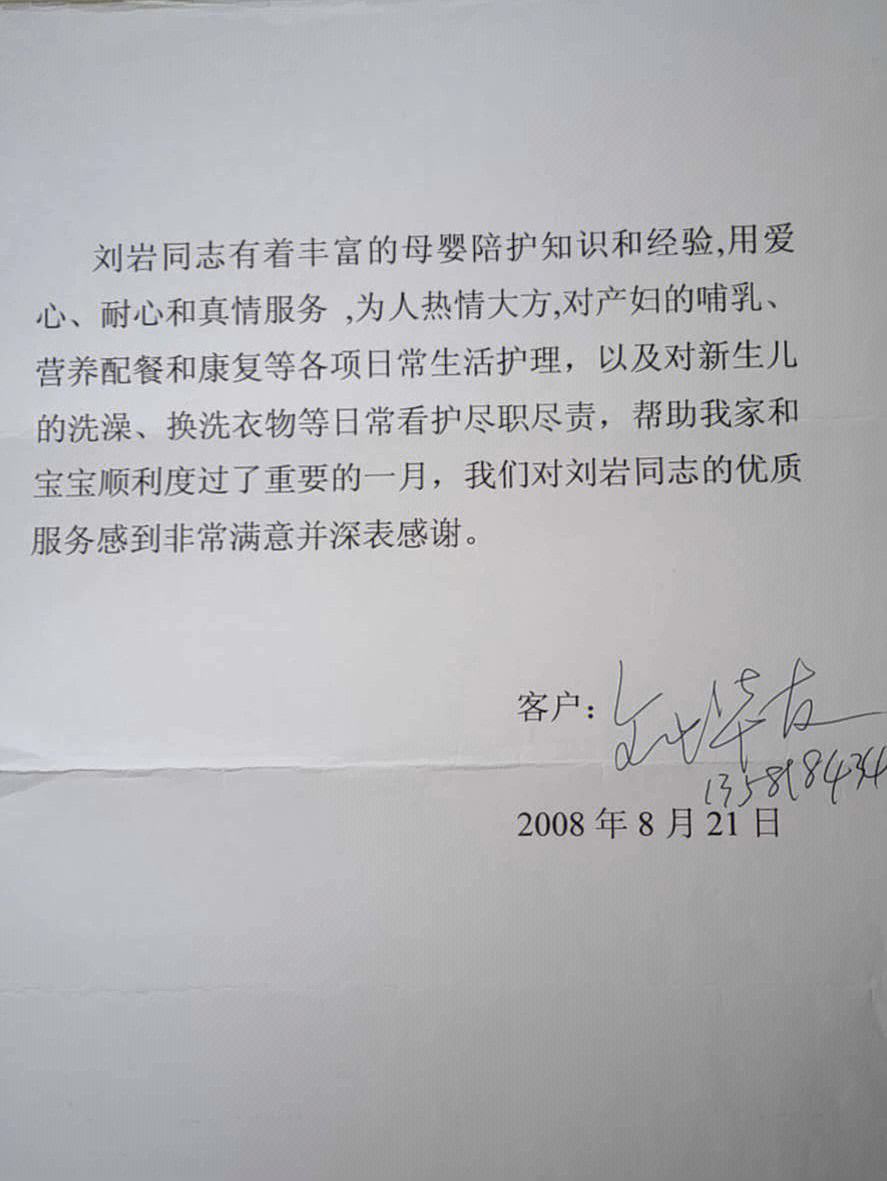 刘岩同志有着丰富的母婴陪护知识和经验,用爱
心、耐心和真情服务 ,为人热情大方,对产妇的哺乳、
营养配餐和康复等各项日常生活护理，以及对新生儿
的洗澡、换洗衣物等日常看护尽职尽责，帮助我家和
宝宝顺利度过了重要的一月，我们对刘岩同志的优质
服务感到非常满意并深表感谢。
客户：
2008 年 8 月 21 日